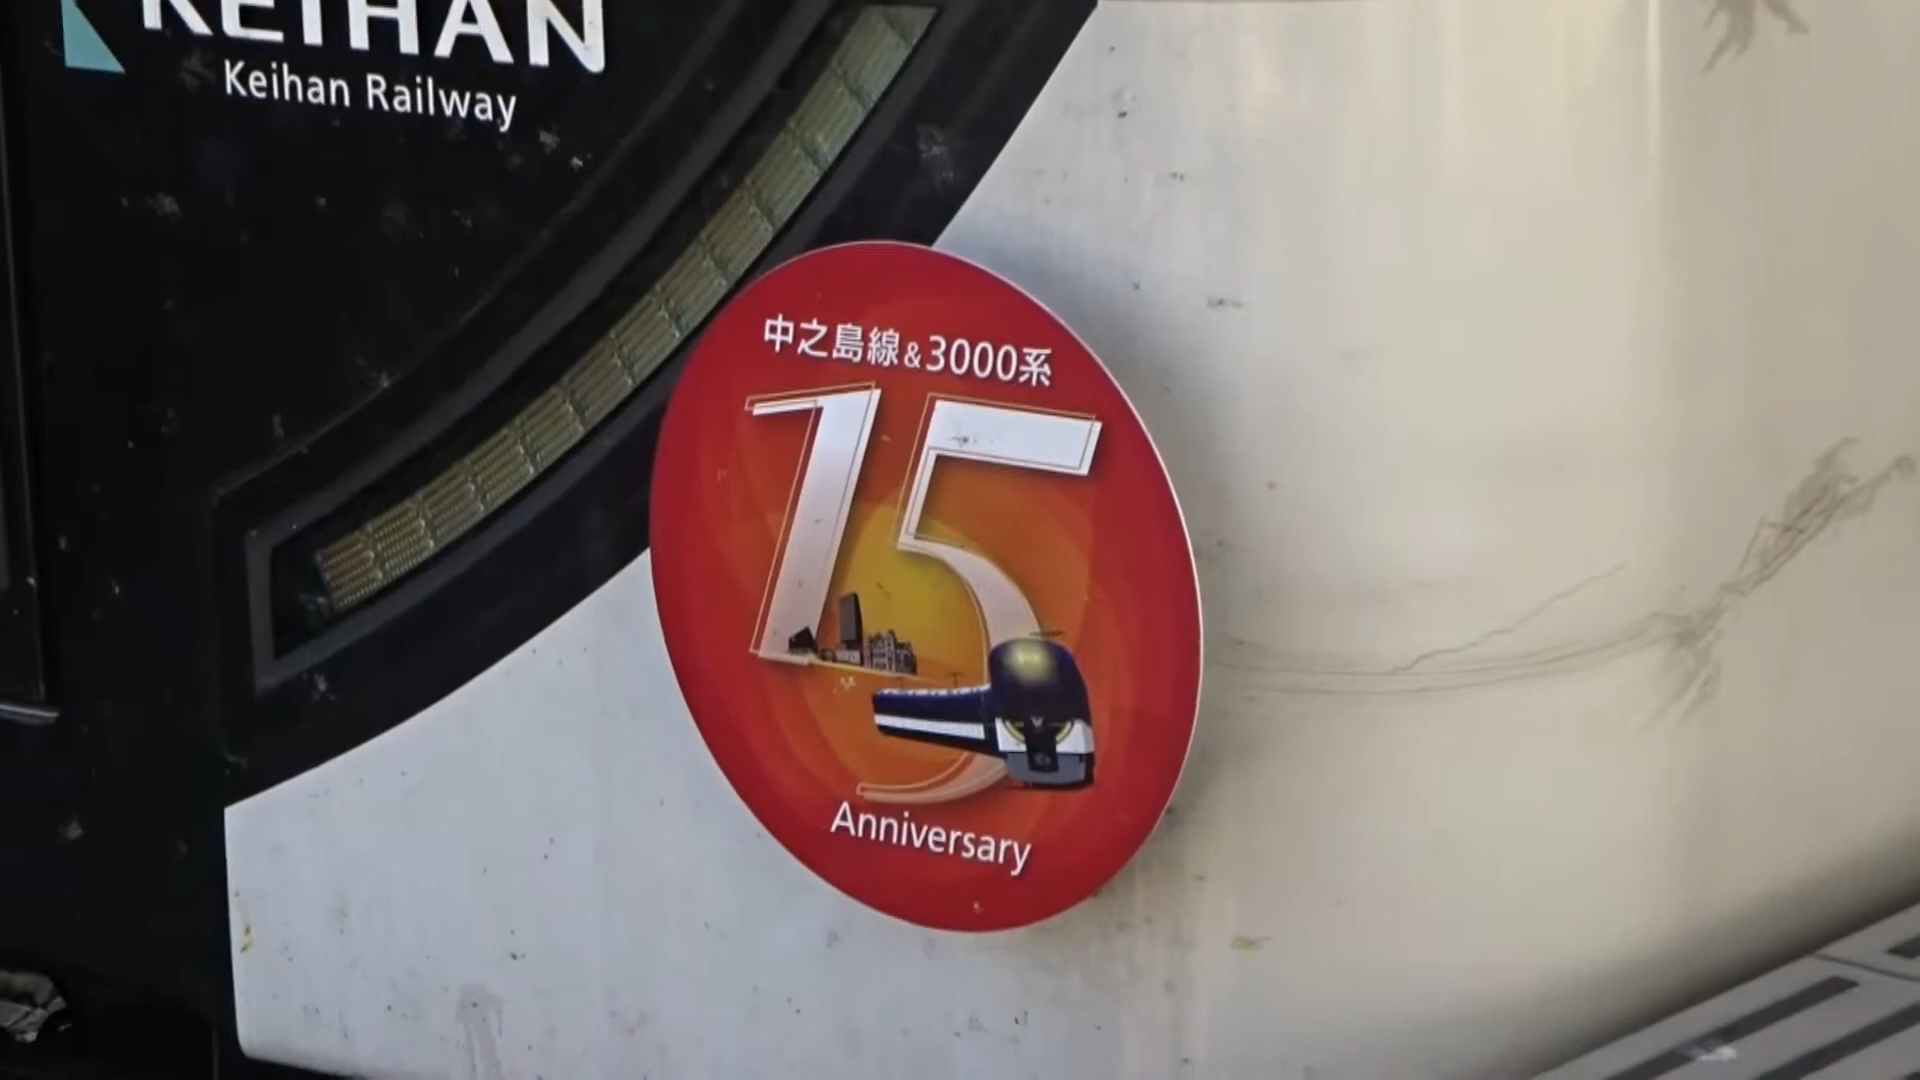 KEIHAN
Keihan Railway
中之島線&3000系
15
Anniversary